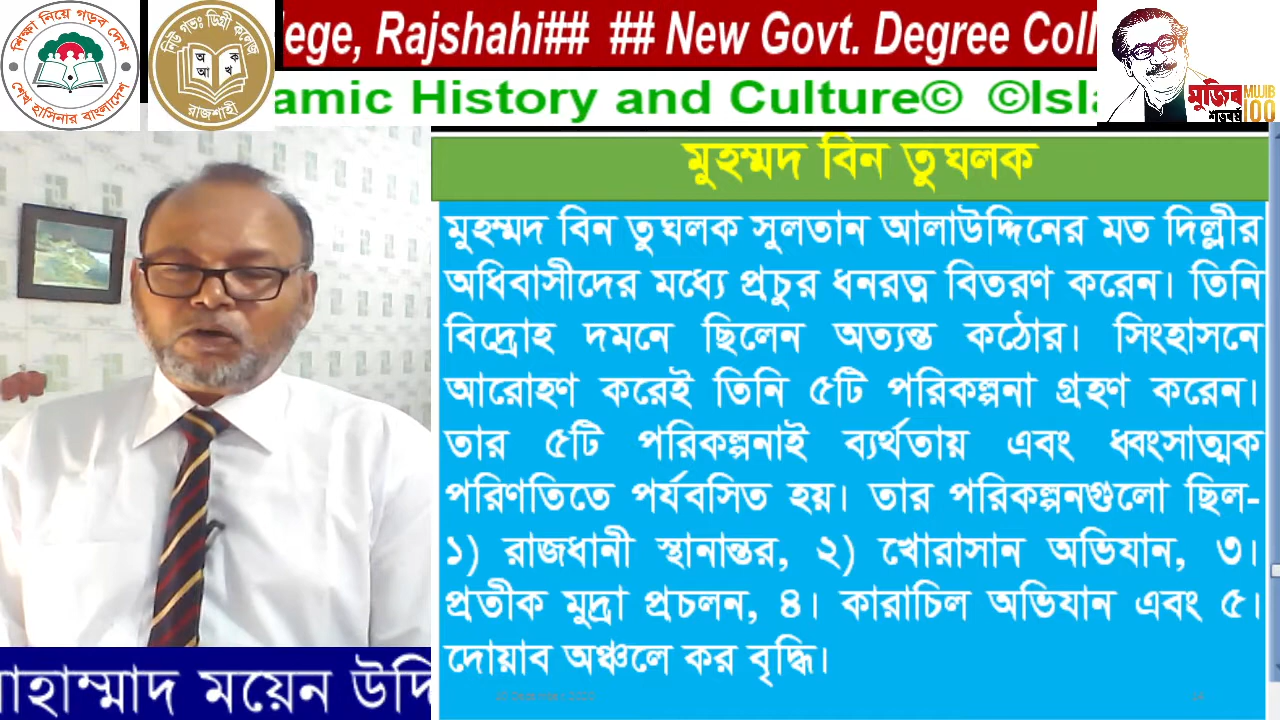 শিক্ষা নিয়ে গড়ব দেশ
শেখ হাসিনার বাংলাদেশ
নিউ গভঃ ডিগ্রী কলেজ
অ ক
আ খ
রাজশাহী
ege, Rajshahi## ## New Govt. Degree Coll
amic History and Culture© ©Isla
মুজিব MUJIB
শতবর্ষ 100
মুহম্মদ বিন তুঘলক
মুহম্মদ বিন তুঘলক সুলতান আলাউদ্দিনের মত দিল্লীর
অধিবাসীদের মধ্যে প্রচুর ধনরত্ন বিতরণ করেন। তিনি
বিদ্রোহ দমনে ছিলেন অত্যন্ত কঠোর। সিংহাসনে
আরোহণ করেই তিনি ৫টি পরিকল্পনা গ্রহণ করেন।
তার ৫টি পরিকল্পনাই ব্যর্থতায় এবং ধ্বংসাত্মক
পরিণতিতে পর্যবসিত হয়। তার পরিকল্পনগুলো ছিল-
১) রাজধানী স্থানান্তর, ২) খোরাসান অভিযান, ৩।
প্রতীক মুদ্রা প্রচলন, ৪। কারাচিল অভিযান এবং ৫।
দোয়াব অঞ্চলে কর বৃদ্ধি।
াহাম্মাদ ময়েন উদি